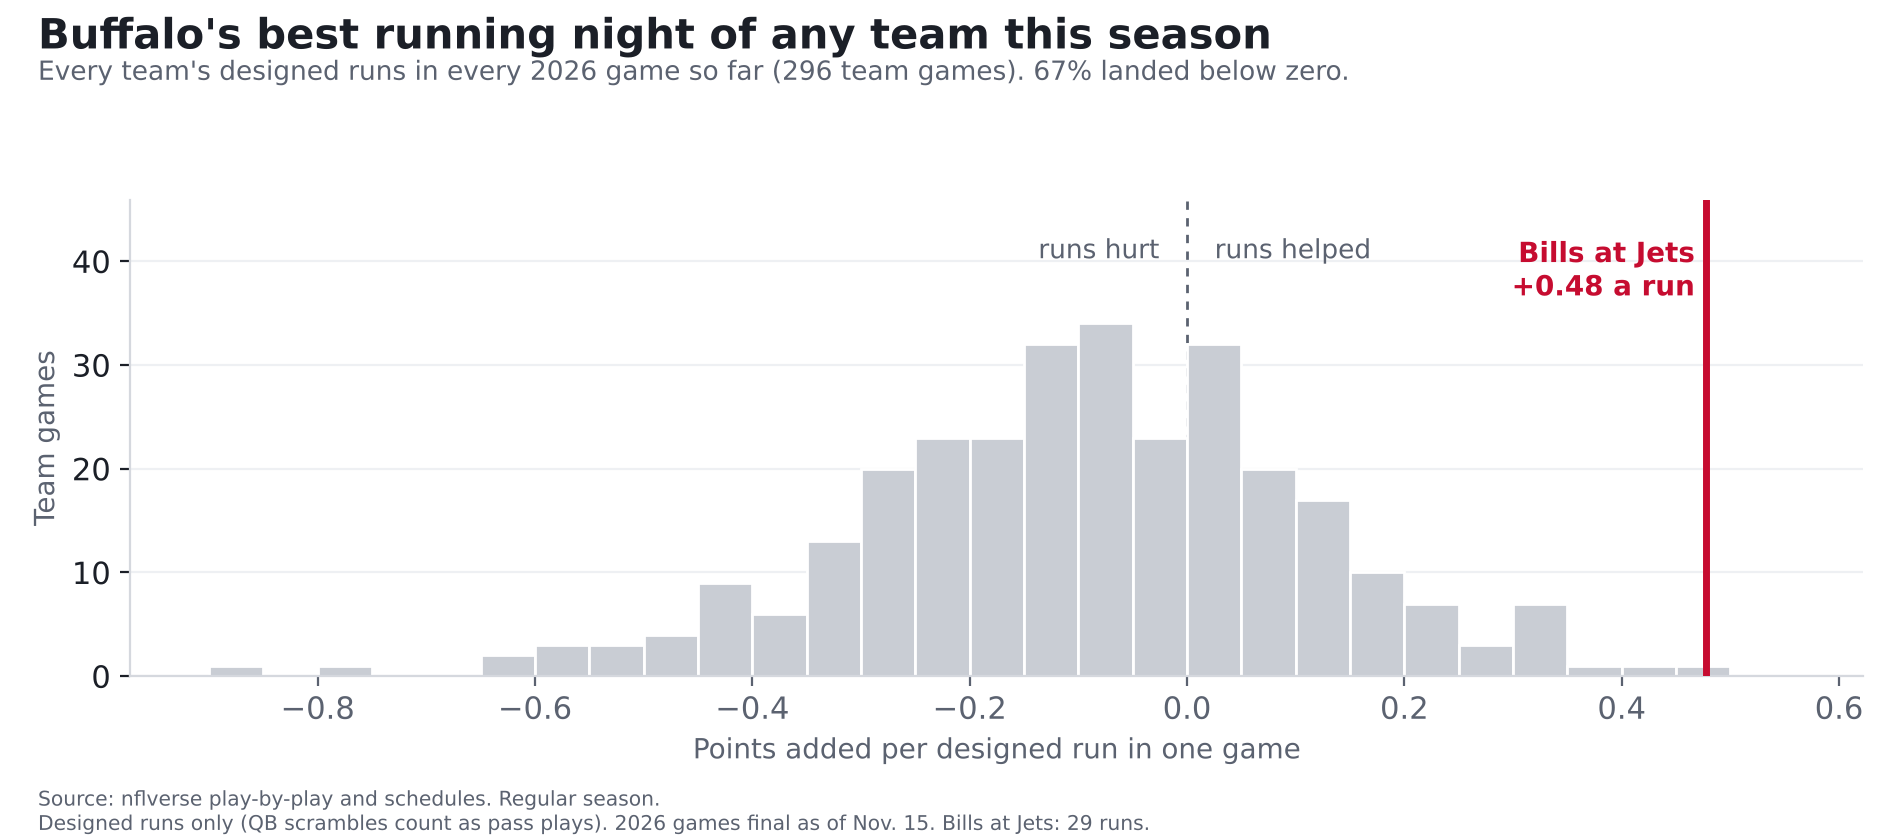 Buffalo's best running night of any team this season
Every team's designed runs in every 2026 game so far (296 team games). 67% landed below zero.
runs hurt
runs helped
Bills at Jets
+0.48 a run
Team games
40
30
20
10
0
−0.8
−0.6
−0.4
−0.2
0.0
0.2
0.4
0.6
Points added per designed run in one game
Source: nflverse play-by-play and schedules. Regular season.
Designed runs only (QB scrambles count as pass plays). 2026 games final as of Nov. 15. Bills at Jets: 29 runs.